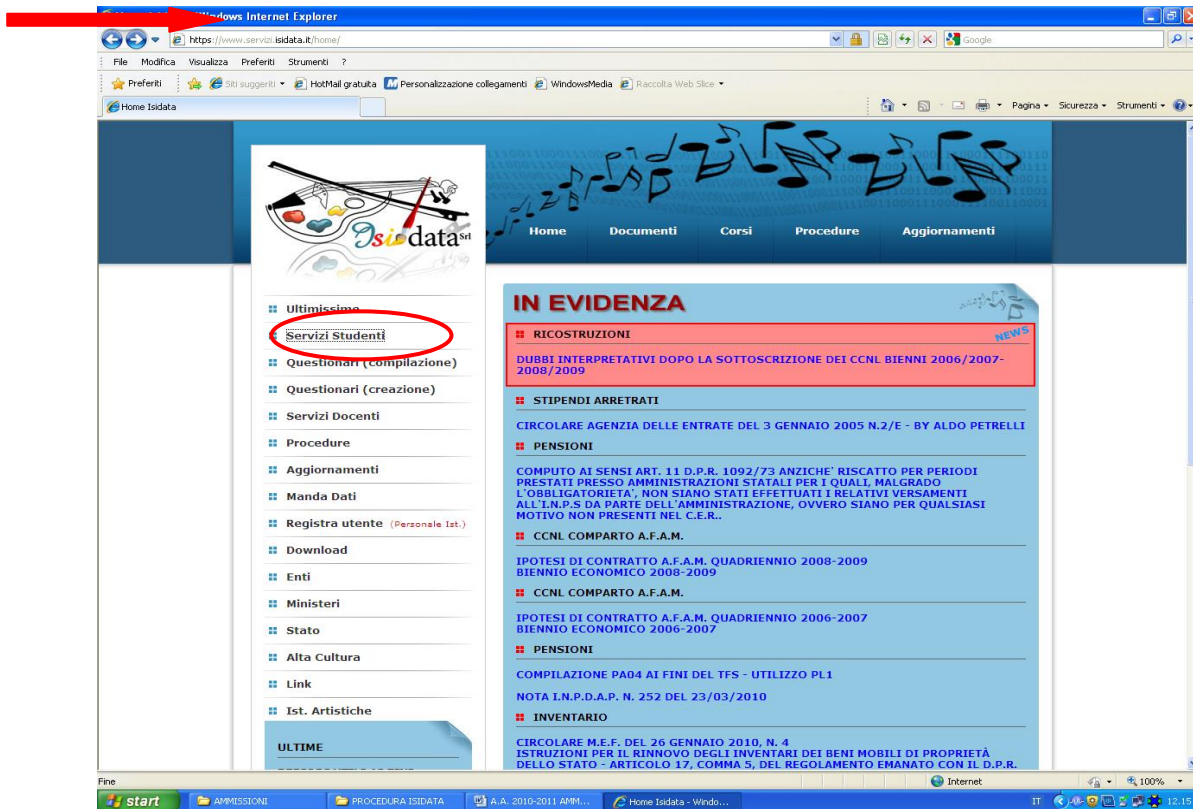 Windows Internet Explorer
https://www.servizi.isidata.it/home/
Google
File Modifica Visualizza Preferiti Strumenti ?
Preferiti Siti suggeriti HotMail gratuita Personalizzazione collegamenti WindowsMedia Raccolta Web Slice
Home Isidata
Pagina Sicurezza Strumenti
Isidata Srl
Home Documenti Corsi Procedure Aggiornamenti
Ultimissime
Servizi Studenti
Questionari (compilazione)
Questionari (creazione)
Servizi Docenti
Procedure
Aggiornamenti
Manda Dati
Registra utente (Personale Ist.)
Download
Enti
Ministeri
Stato
Alta Cultura
Link
Ist. Artistiche
ULTIME
IN EVIDENZA
RICOSTRUZIONI
NEWS
DUBBI INTERPRETATIVI DOPO LA SOTTOSCRIZIONE DEI CCNL BIENNI 2006/2007-
2008/2009
STIPENDI ARRETRATI
CIRCOLARE AGENZIA DELLE ENTRATE DEL 3 GENNAIO 2005 N.2/E - BY ALDO PETRELLI
PENSIONI
COMPUTO AI SENSI ART. 11 D.P.R. 1092/73 ANZICHE' RISCATTO PER PERIODI
PRESTATI PRESSO AMMINISTRAZIONI STATALI PER I QUALI, MALGRADO
L'OBBLIGATORIETA', NON SIANO STATI EFFETTUATI I RELATIVI VERSAMENTI
ALL'I.N.P.S DA PARTE DELL'AMMINISTRAZIONE, OVVERO SIANO PER QUALSIASI
MOTIVO NON PRESENTI NEL C.E.R..
CCNL COMPARTO A.F.A.M.
IPOTESI DI CONTRATTO A.F.A.M. QUADRIENNIO 2008-2009
BIENNIO ECONOMICO 2008-2009
CCNL COMPARTO A.F.A.M.
IPOTESI DI CONTRATTO A.F.A.M. QUADRIENNIO 2006-2007
BIENNIO ECONOMICO 2006-2007
PENSIONI
COMPILAZIONE PA04 AI FINI DEL TFS - UTILIZZO PL1
NOTA I.N.P.D.A.P. N. 252 DEL 23/03/2010
INVENTARIO
CIRCOLARE M.E.F. DEL 26 GENNAIO 2010, N. 4
ISTRUZIONI PER IL RINNOVO DEGLI INVENTARI DEI BENI MOBILI DI PROPRIETÀ
DELLO STATO - ARTICOLO 17, COMMA 5, DEL REGOLAMENTO EMANATO CON IL D.P.R.
Fine
Internet
100%
start
AMMISSIONI
PROCEDURA ISIDATA
A.A. 2010-2011 AMM...
Home Isidata - Windo...
IT
12.15